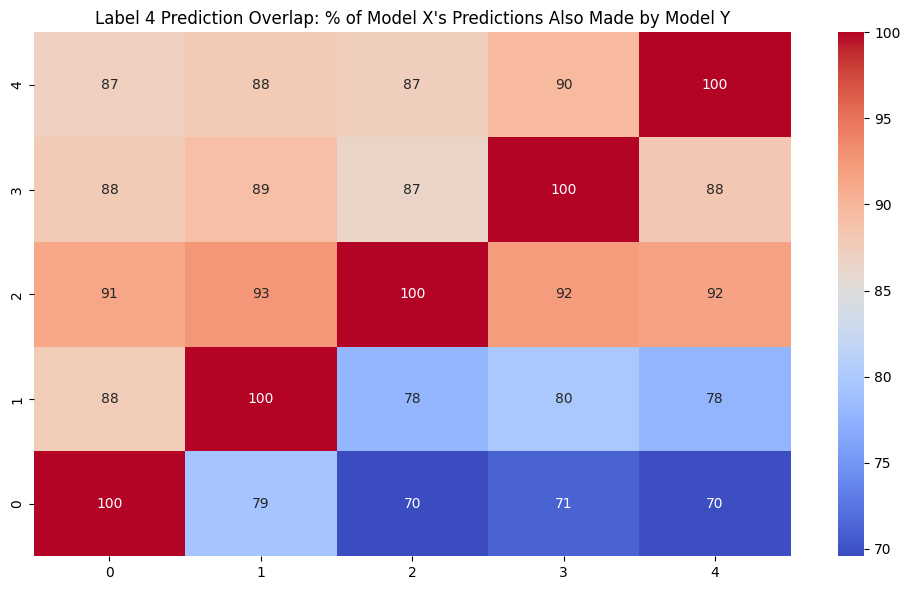 Label 4 Prediction Overlap: % of Model X's Predictions Also Made by Model Y
4 87 88 87 90 100
3 88 89 87 100 88
2 91 93 100 92 92
1 88 100 78 80 78
0 100 79 70 71 70
0 1 2 3 4
100
95
90
85
80
75
70